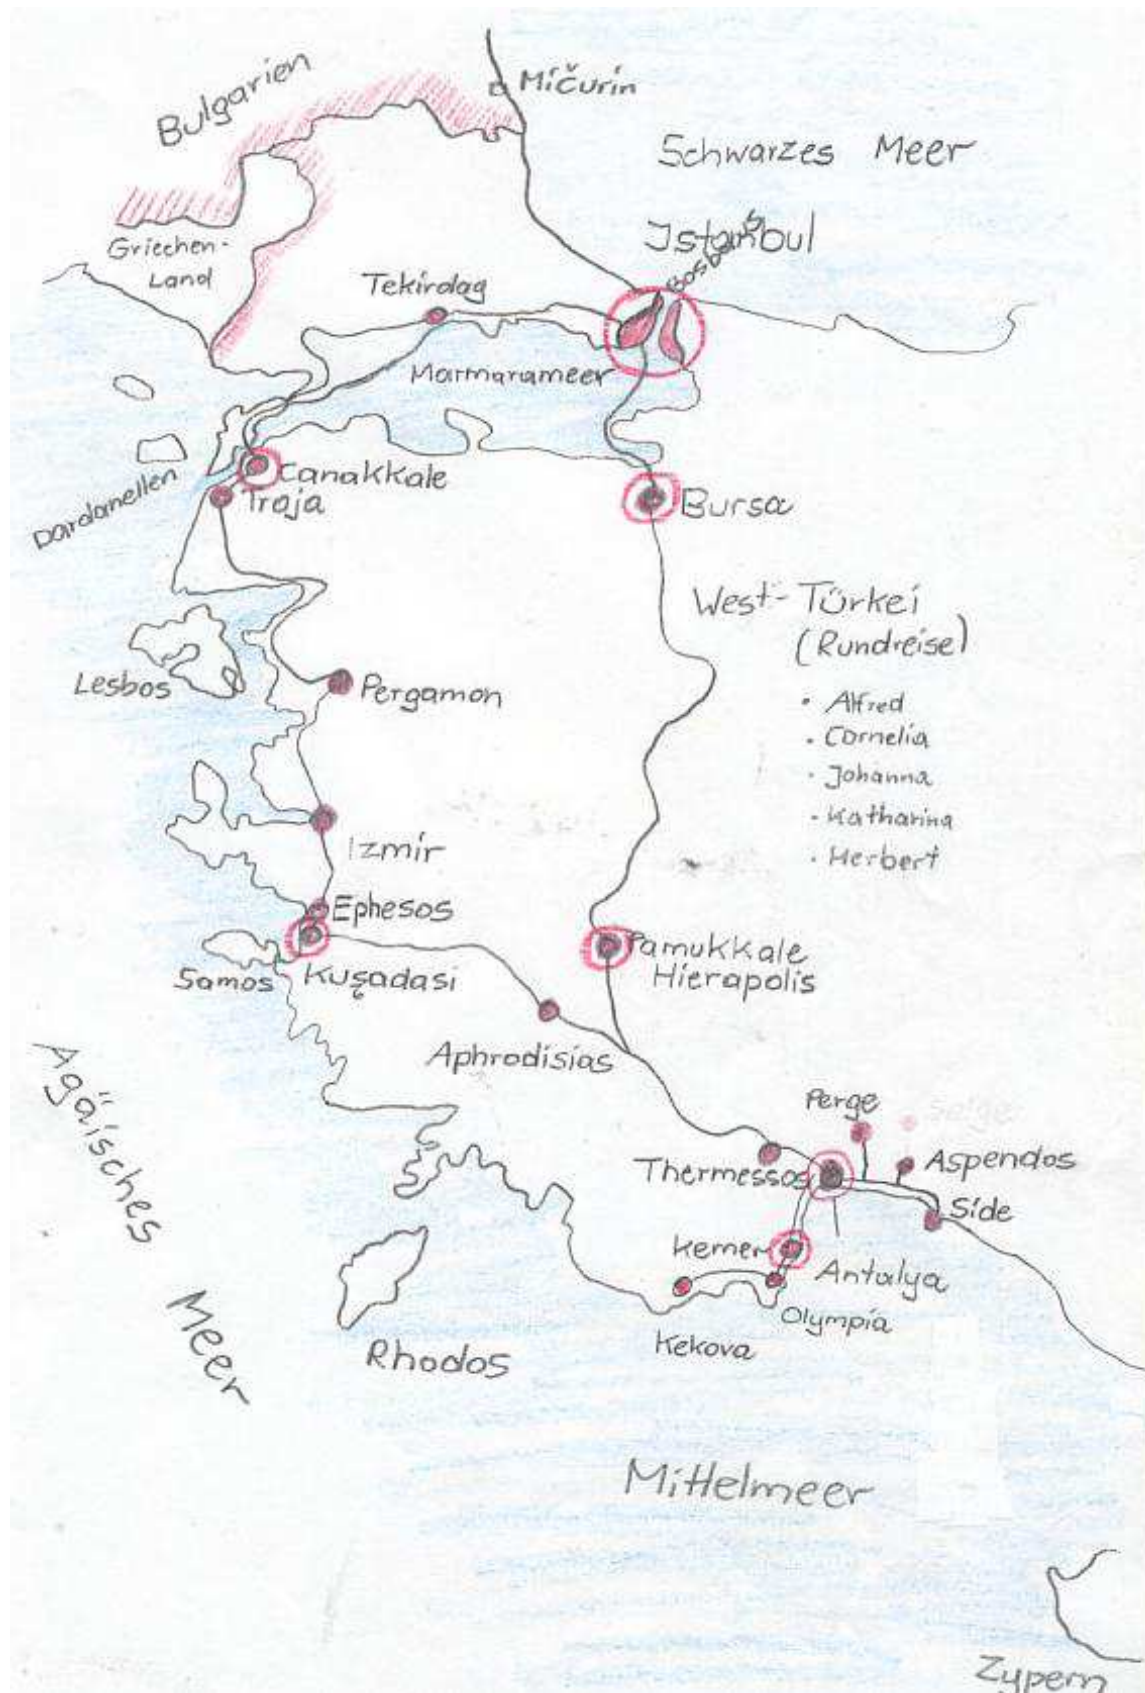 Bulgarien
Mičurin
Schwarzes Meer
Griechen-
Land
Istanbul
Bosporus
Tekirdag
Marmarameer
Dardanellen
Canakkale
Troja
Bursa
West-Türkei
(Rundreise)
• Alfred
• Cornelia
• Johanna
• Katharina
• Herbert
Lesbos
Pergamon
Izmir
Ephesos
Samos
Kuşadasi
Pamukkale
Hierapolis
Aphrodisias
Ägäisches
Meer
Perge
Selge
Thermessos
Aspendos
Side
Kemer
Antalya
Olympia
Kekova
Rhodos
Mittelmeer
Zypern